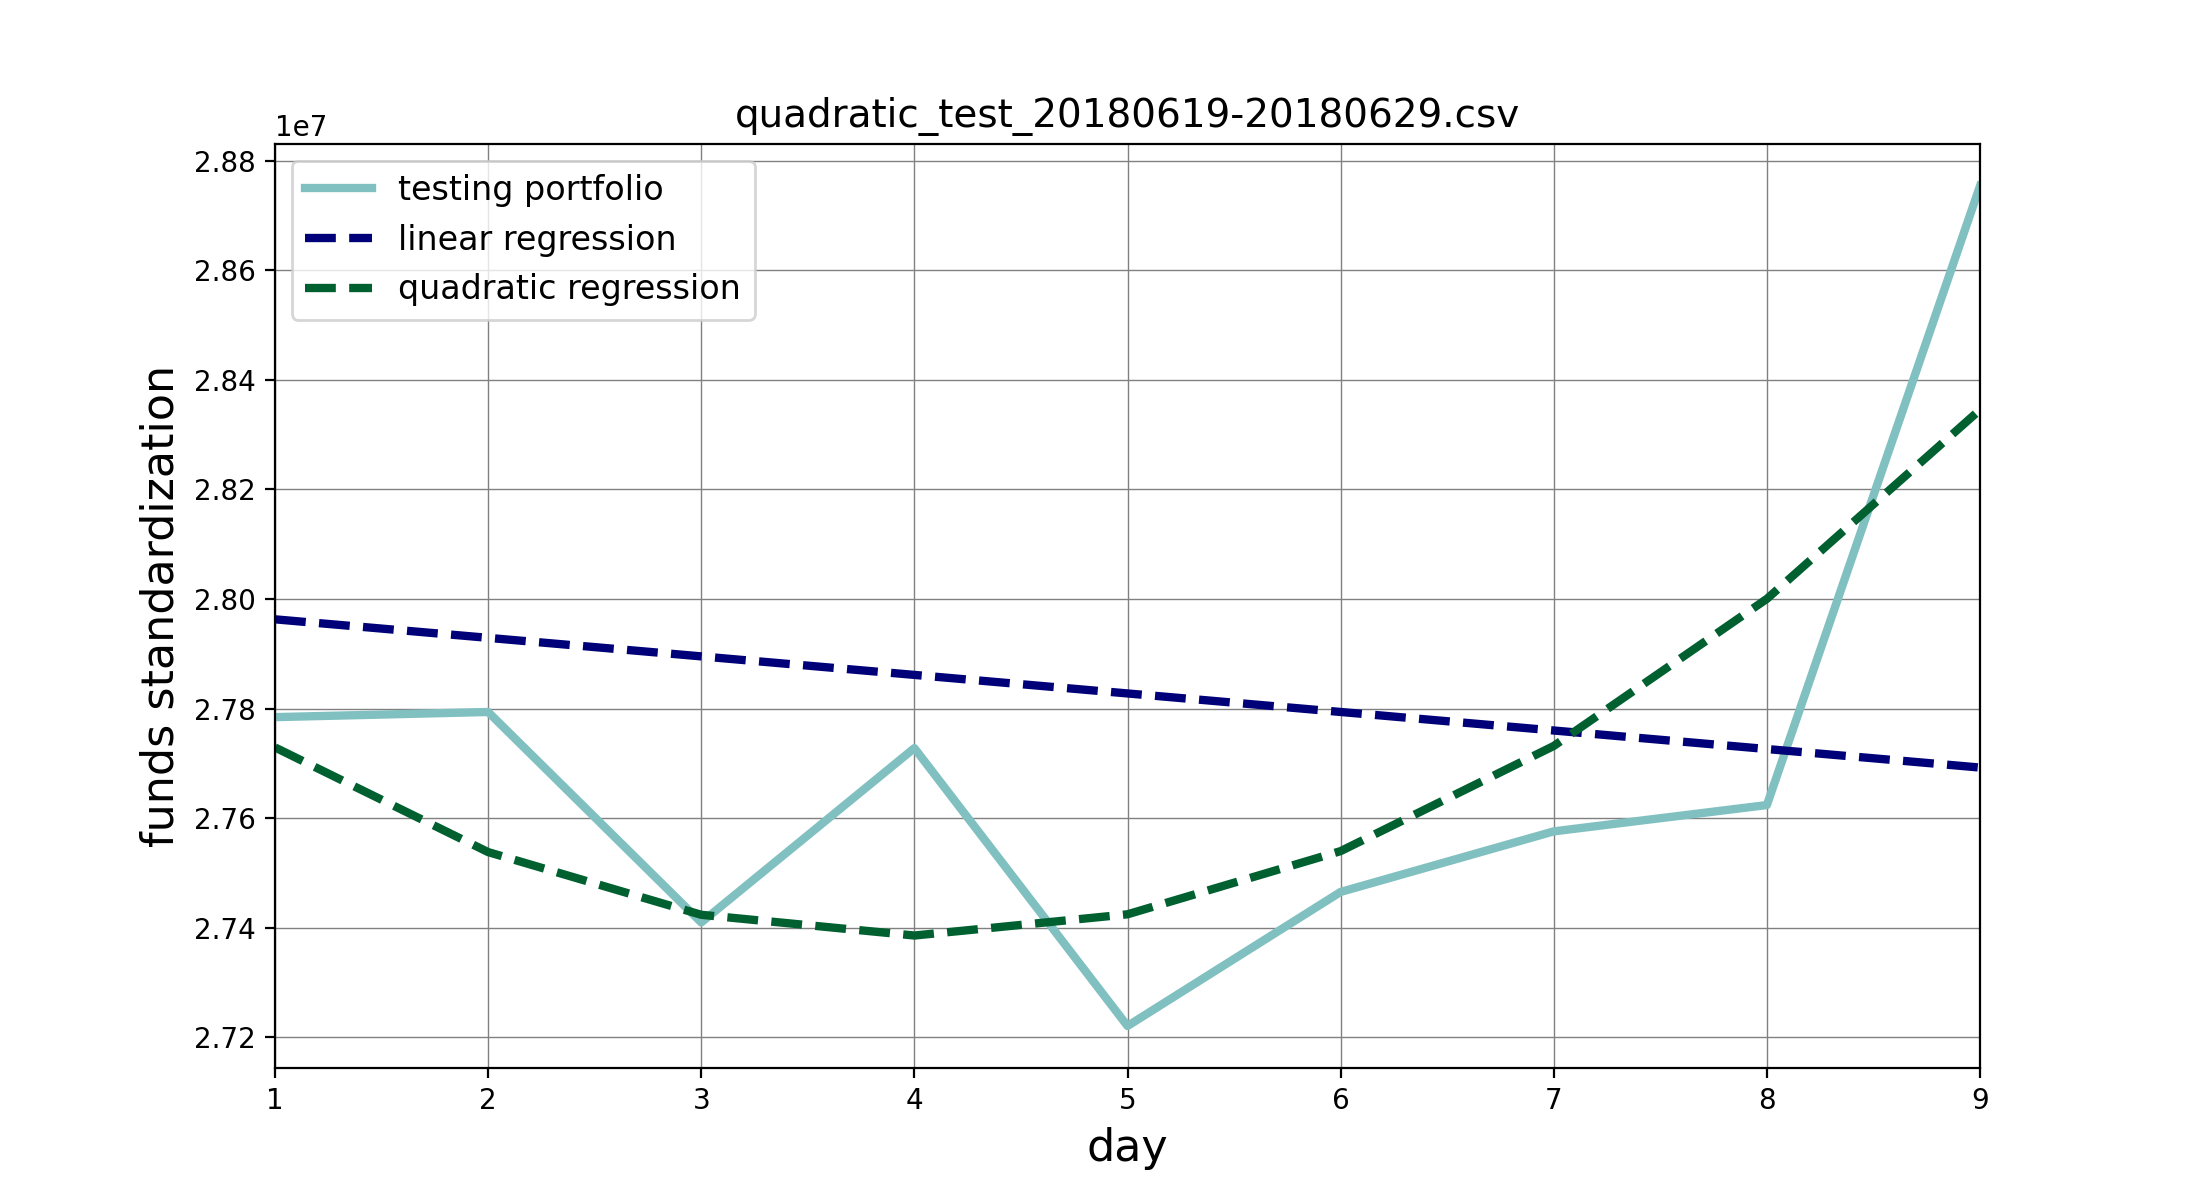 quadratic_test_20180619-20180629.csv
1e7
2.88
2.86
2.84
2.82
2.80
2.78
2.76
2.74
2.72
funds standardization
testing portfolio
linear regression
quadratic regression
1 2 3 4 5 6 7 8 9
day